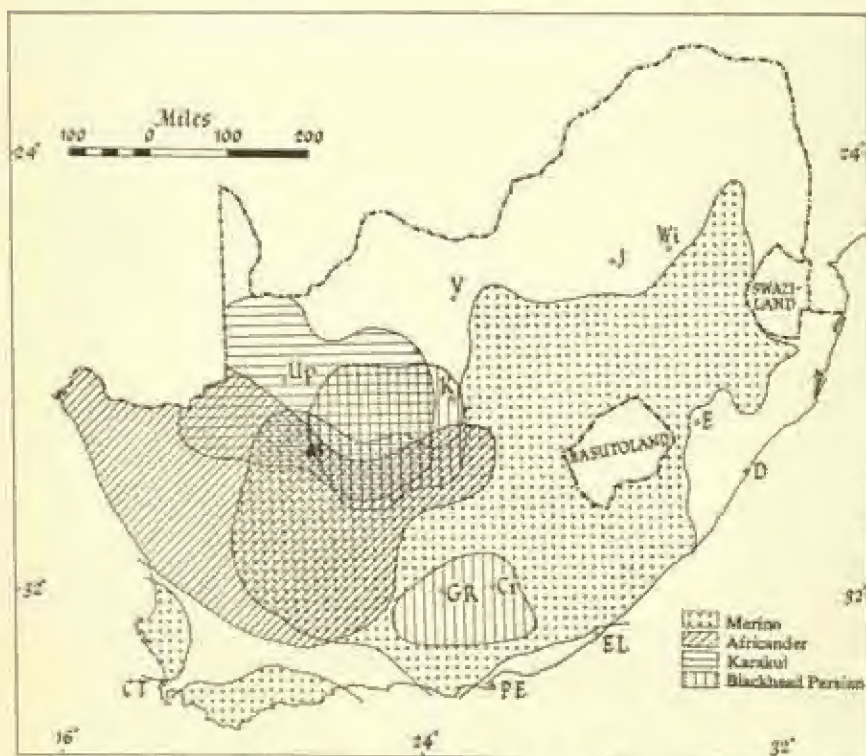 Miles
100 0 100 200
24° 24°
Wi
J
V
SWAZI-
LAND
Up
K
E
BASUTOLAND
D
32° 32°
GR Cr
Merino
EL
Africander
Karakul
CT
PE
Blackhead Persian
16° 24° 32°